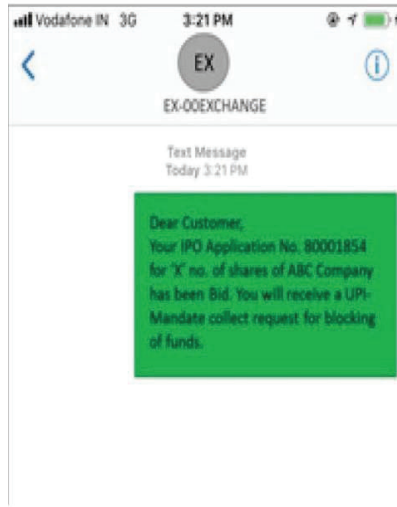 Vodafone IN 3G 3:21 PM
EX
EX-OOEXCHANGE
Text Message
Today 3:21 PM
Dear Customer,
Your IPO Application No. 80001854
for 'X' no. of shares of ABC Company
has been Bid. You will receive a UPI-
Mandate collect request for blocking
of funds.